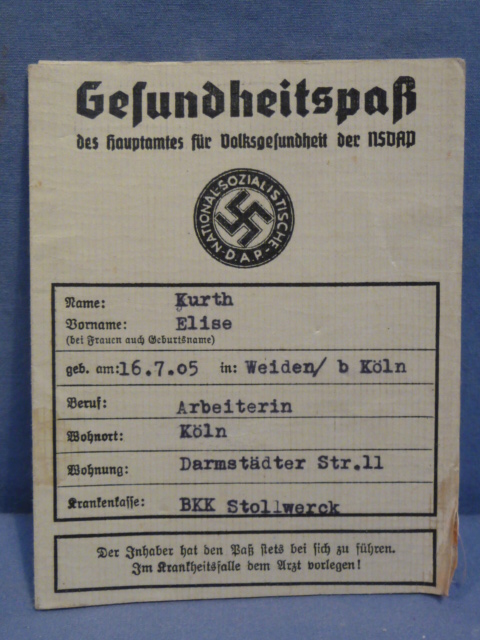 Gesundheitspaß
des Hauptamtes für Volksgesundheit der NSDAP
NATIONAL-SOZIALISTISCHE
D.A.P.
Name: Kurth
Vorname: Elise
(bei Frauen auch Geburtsname)
geb. am: 16.7.05 in: Weiden/ b Köln
Beruf: Arbeiterin
Wohnort: Köln
Wohnung: Darmstädter Str.11
Krankenkasse: BKK Stollwerck
Der Inhaber hat den Paß stets bei sich zu führen.
Im Krankheitsfalle dem Arzt vorlegen!